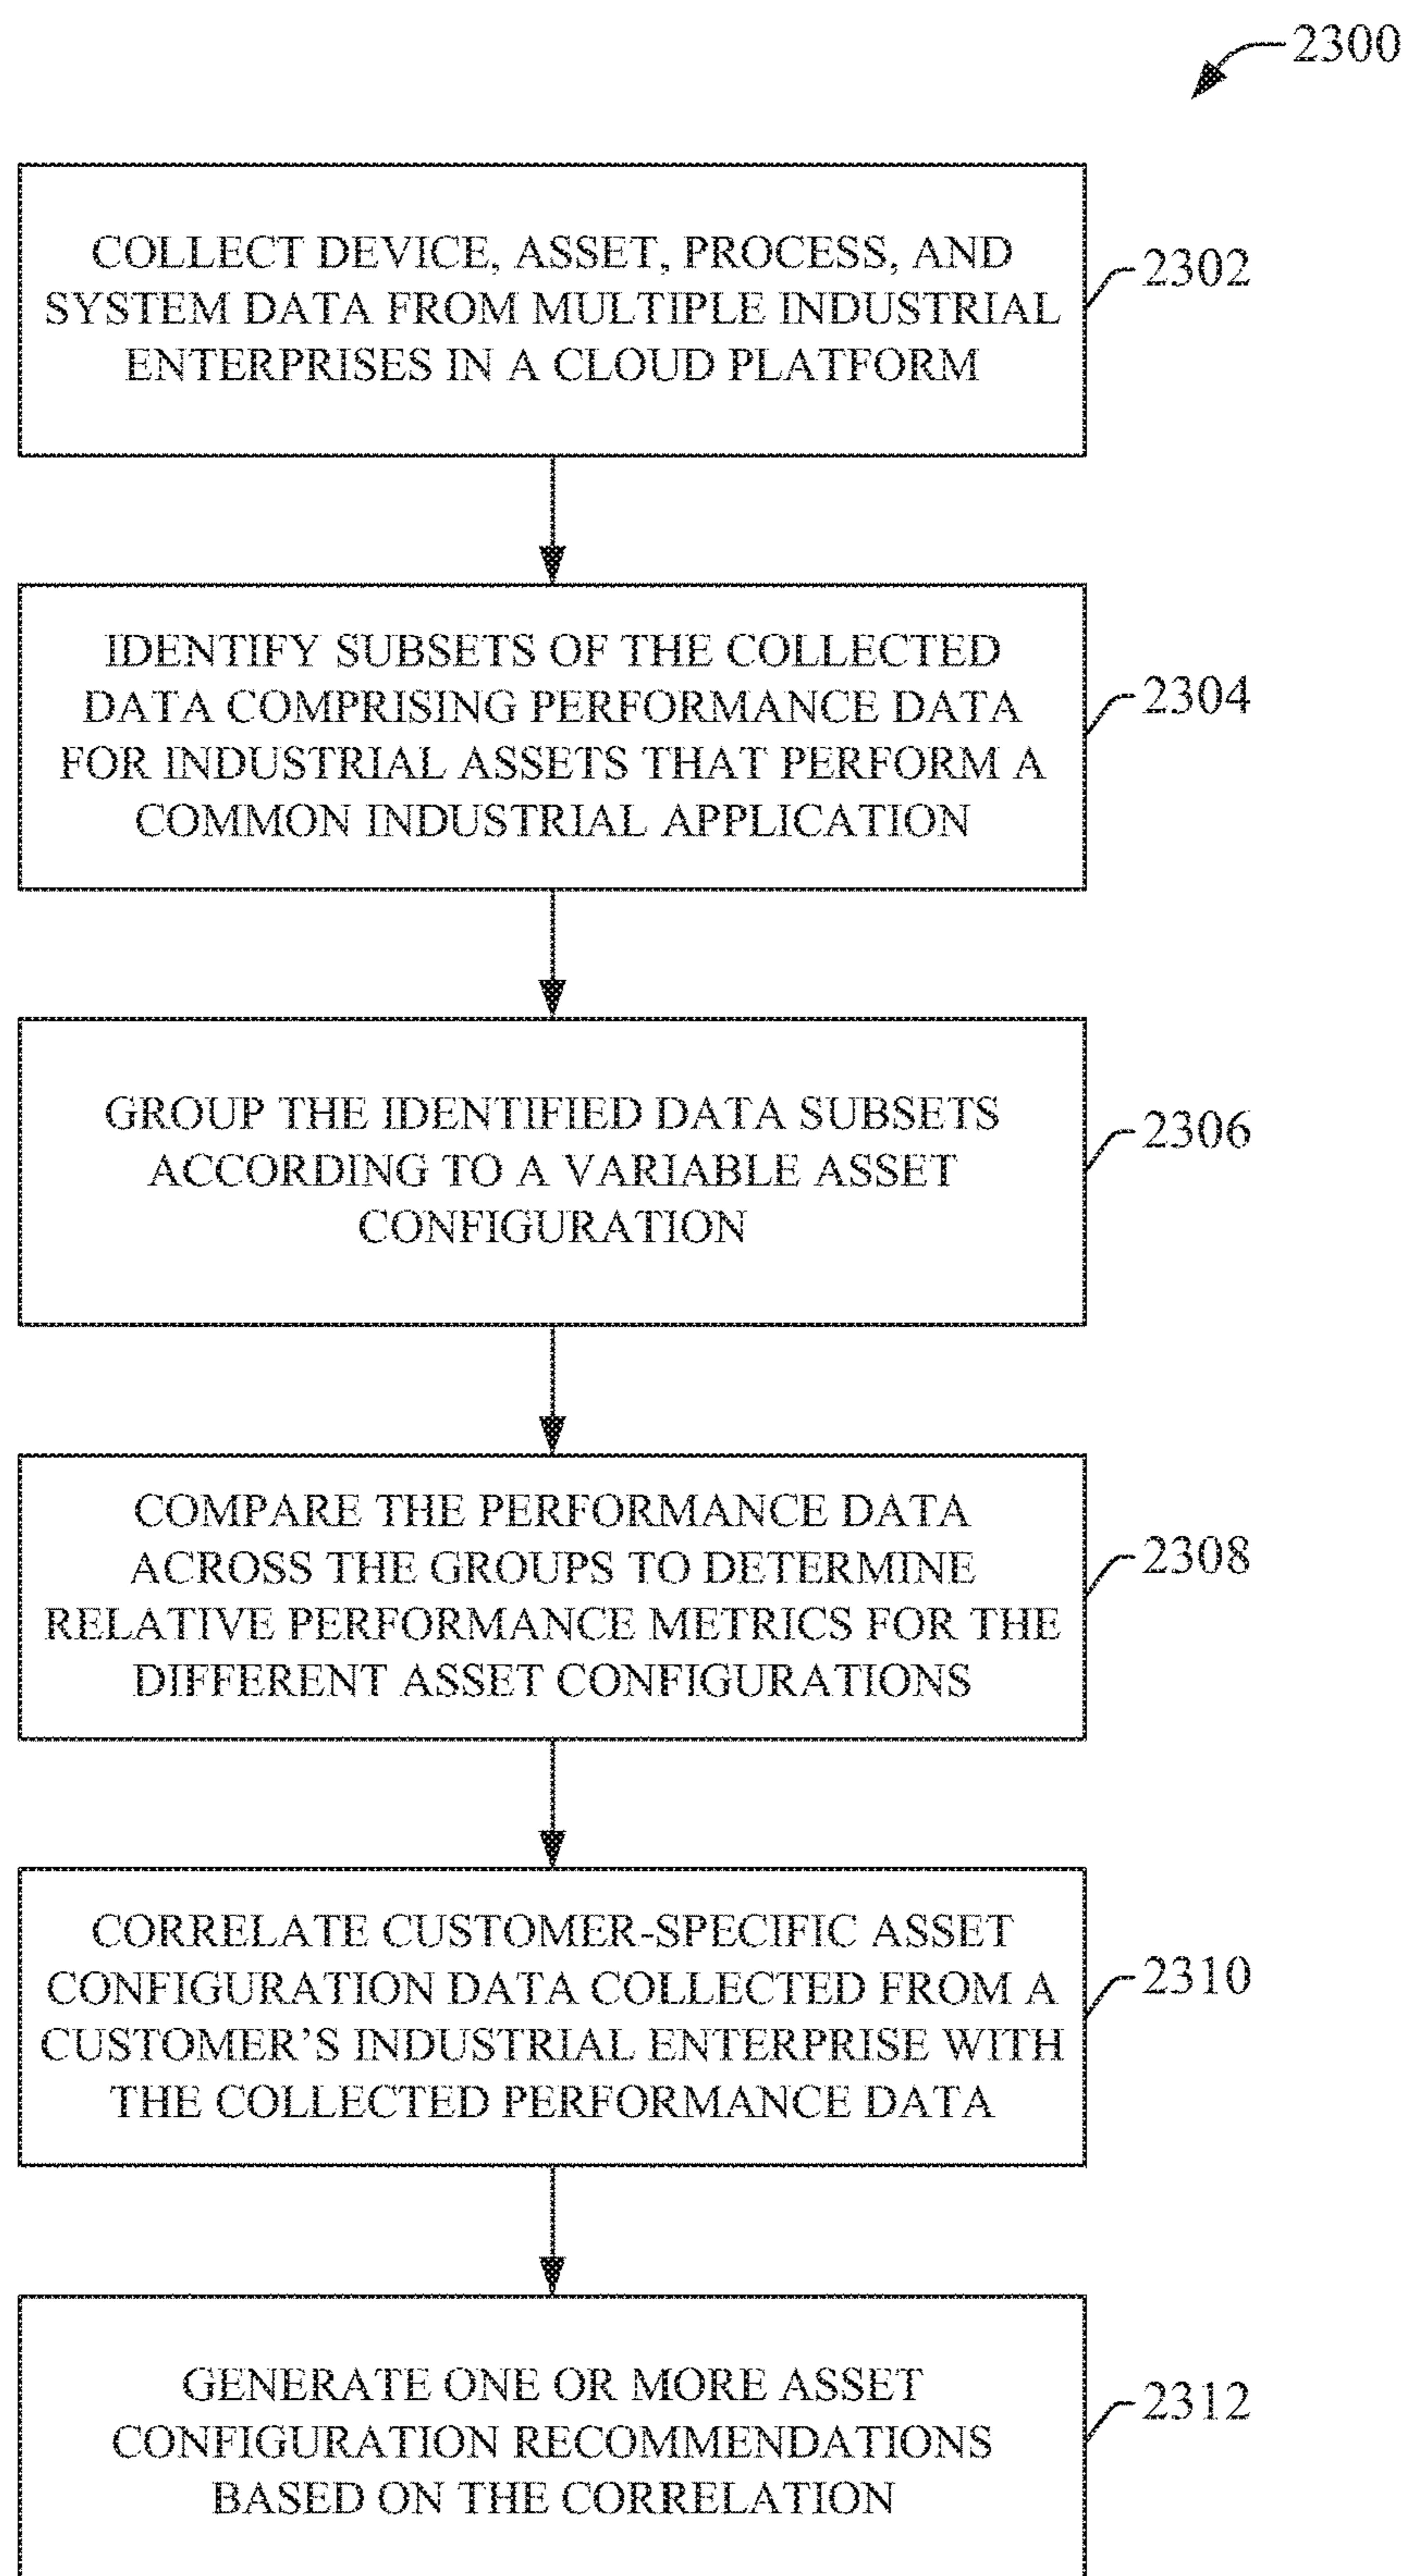 2300
COLLECT DEVICE, ASSET, PROCESS, AND
SYSTEM DATA FROM MULTIPLE INDUSTRIAL
ENTERPRISES IN A CLOUD PLATFORM
2302
IDENTIFY SUBSETS OF THE COLLECTED
DATA COMPRISING PERFORMANCE DATA
FOR INDUSTRIAL ASSETS THAT PERFORM A
COMMON INDUSTRIAL APPLICATION
2304
GROUP THE IDENTIFIED DATA SUBSETS
ACCORDING TO A VARIABLE ASSET
CONFIGURATION
2306
COMPARE THE PERFORMANCE DATA
ACROSS THE GROUPS TO DETERMINE
RELATIVE PERFORMANCE METRICS FOR THE
DIFFERENT ASSET CONFIGURATIONS
2308
CORRELATE CUSTOMER-SPECIFIC ASSET
CONFIGURATION DATA COLLECTED FROM A
CUSTOMER’S INDUSTRIAL ENTERPRISE WITH
THE COLLECTED PERFORMANCE DATA
2310
GENERATE ONE OR MORE ASSET
CONFIGURATION RECOMMENDATIONS
BASED ON THE CORRELATION
2312